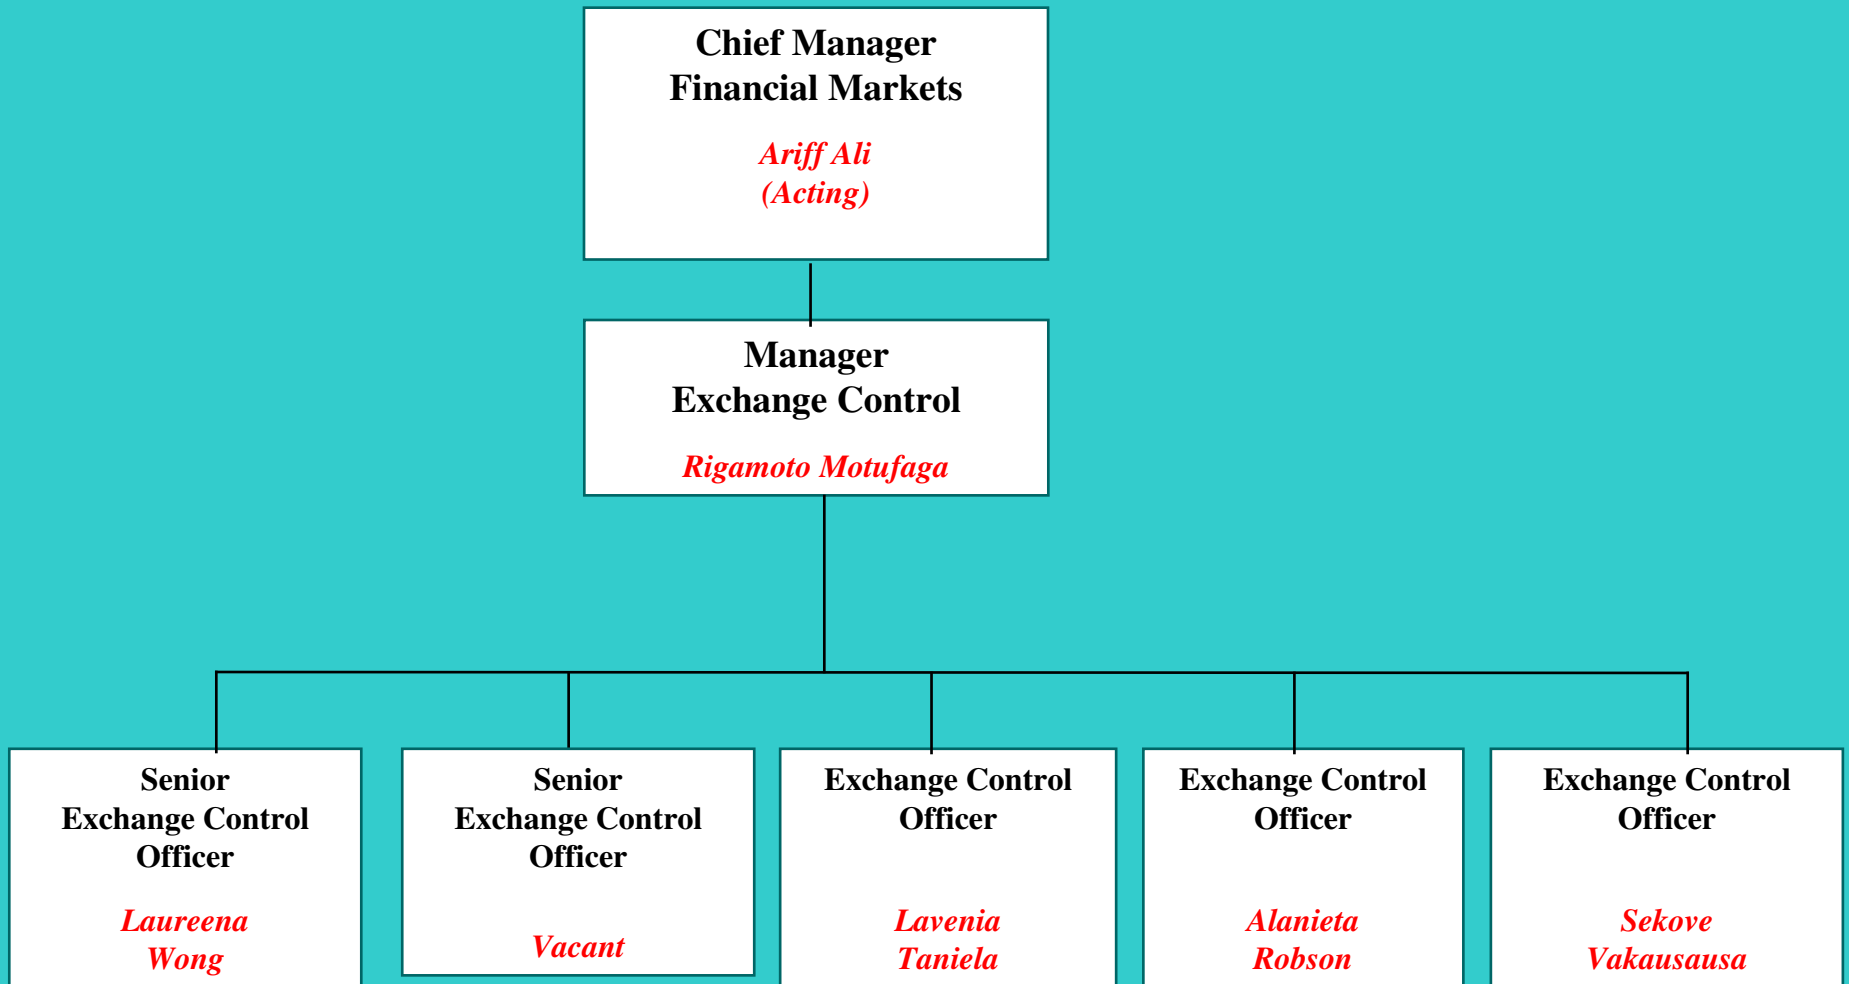 Chief Manager
Financial Markets
Ariff Ali
(Acting)
Manager
Exchange Control
Rigamoto Motufaga
Senior
Exchange Control
Officer
Laureena
Wong
Senior
Exchange Control
Officer
Vacant
Exchange Control
Officer
Lavenia
Taniela
Exchange Control
Officer
Alanieta
Robson
Exchange Control
Officer
Sekove
Vakausausa